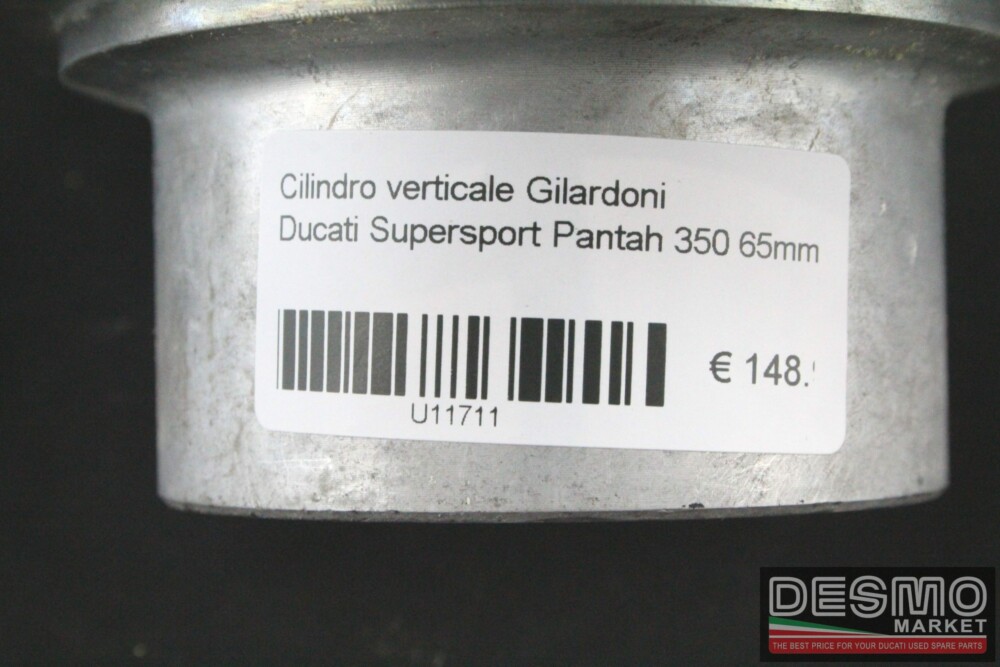 Cilindro verticale Gilardoni
Ducati Supersport Pantah 350 65mm
€ 148.
U11711
DESMO
MARKET
THE BEST PRICE FOR YOUR DUCATI USED SPARE PARTS